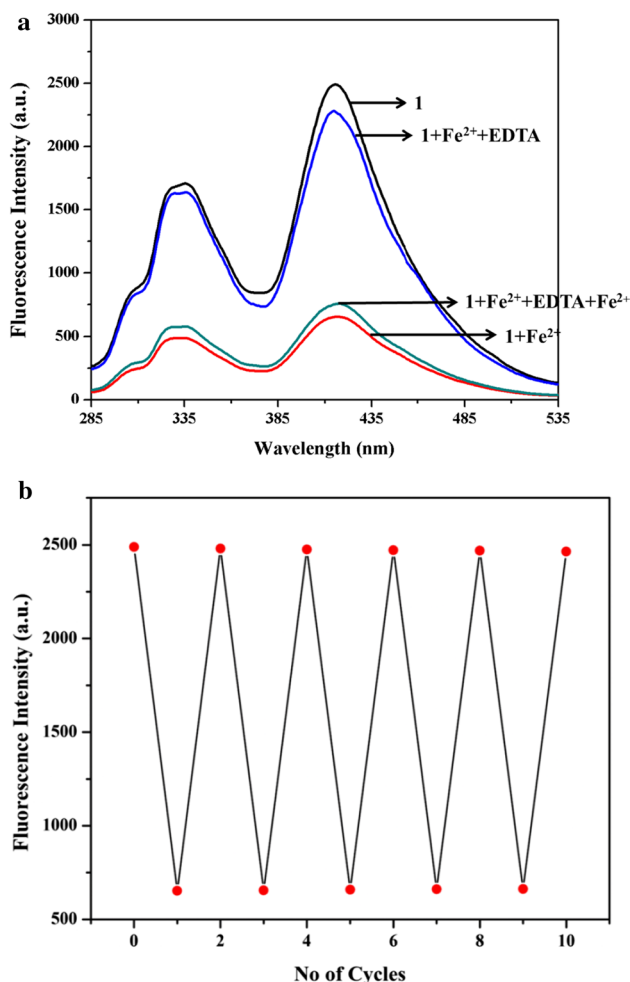 a
3000
2500
2000
1500
1000
500
0
Fluorescence Intensity (a.u.)
1
1+Fe²⁺+EDTA
1+Fe²⁺+EDTA+Fe²⁺
1+Fe²⁺
285 335 385 435 485 535
Wavelength (nm)
b
2500
2000
1500
1000
500
Fluorescence Intensity (a.u.)
0 2 4 6 8 10
No of Cycles